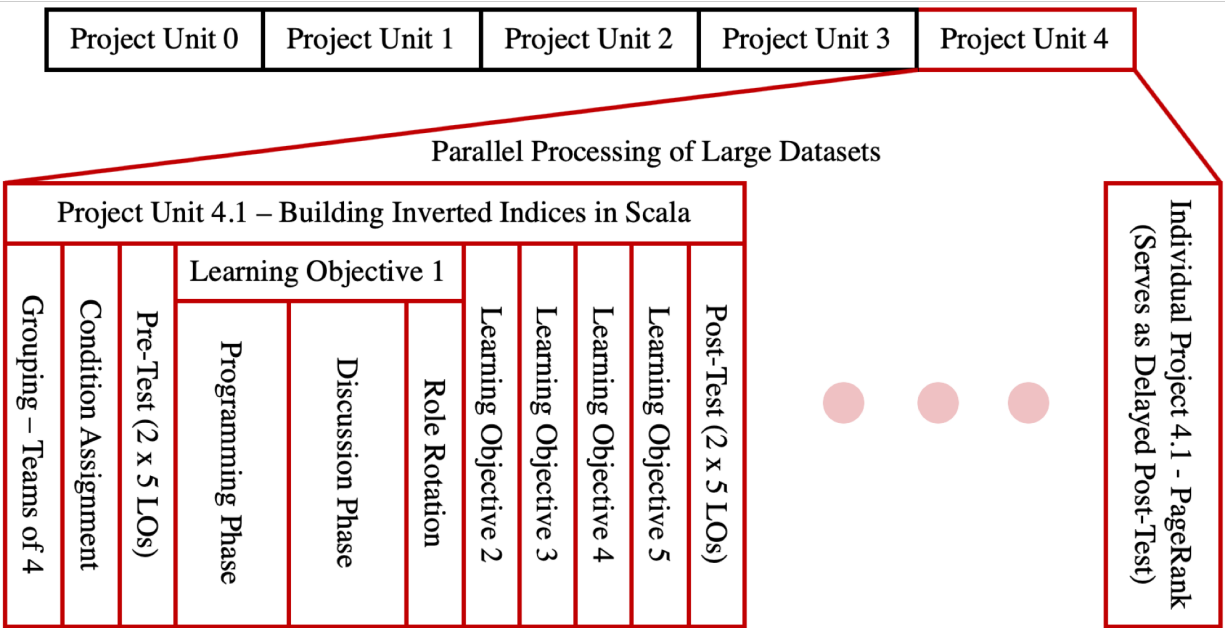 Project Unit 0
Project Unit 1
Project Unit 2
Project Unit 3
Project Unit 4
Parallel Processing of Large Datasets
Project Unit 4.1 – Building Inverted Indices in Scala
Grouping – Teams of 4
Condition Assignment
Pre-Test (2 x 5 LOs)
Learning Objective 1
Programming Phase
Discussion Phase
Role Rotation
Learning Objective 2
Learning Objective 3
Learning Objective 4
Learning Objective 5
Post-Test (2 x 5 LOs)
Individual Project 4.1 - PageRank
(Serves as Delayed Post-Test)